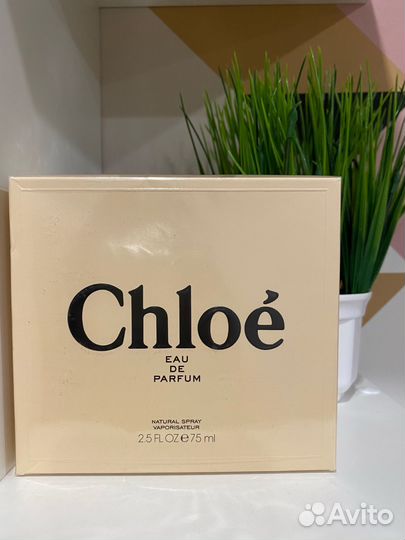 Chloé
EAU
DE
PARFUM
NATURAL SPRAY
VAPORISATEUR
2.5 FL OZ ℮ 75 ml
Avito